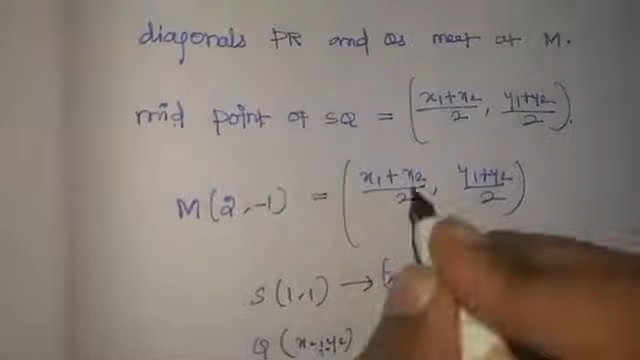 diagonals PR and QS meet at M.
mid point of SQ = (x₁+x₂/2, y₁+y₂/2).
M(2,-1) = (x₁+x₂/2, y₁+y₂/2)
S(1,1) → (
Q(x₂, y₂)